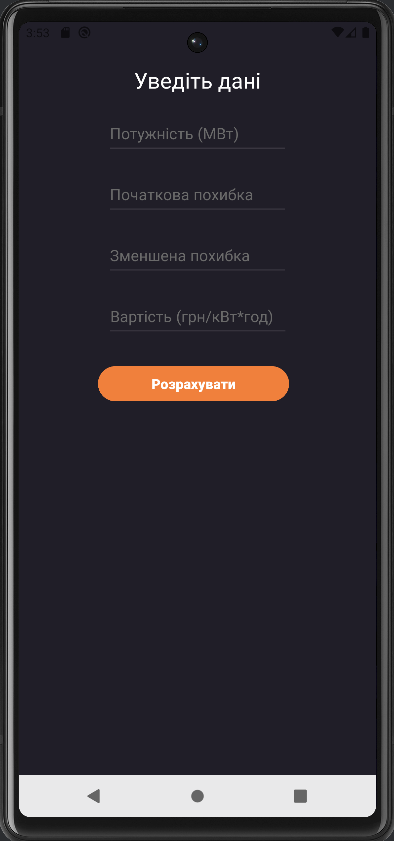 3:53
Уведіть дані
Потужність (МВт)
Початкова похибка
Зменшена похибка
Вартість (грн/кВт*год)
Розрахувати